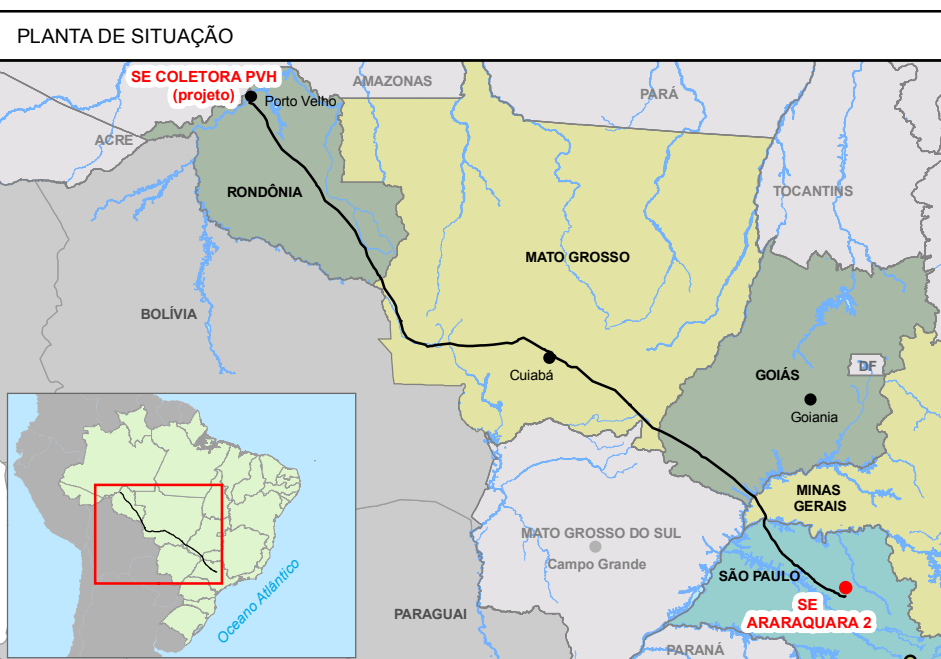 PLANTA DE SITUAÇÃO
SE COLETORA PVH
(projeto)
Porto Velho
AMAZONAS
PARÁ
ACRE
RONDÔNIA
TOCANTINS
MATO GROSSO
BOLÍVIA
Cuiabá
GOIÁS
DF
Goiania
MINAS
GERAIS
MATO GROSSO DO SUL
Campo Grande
SÃO PAULO
SE
ARARAQUARA 2
PARAGUAI
PARANÁ
Oceano Atlântico